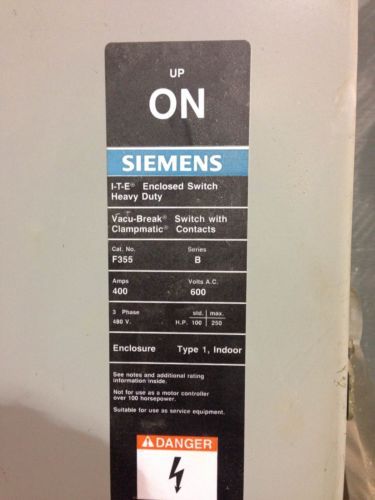 UP
ON
SIEMENS
I-T-E® Enclosed Switch
Heavy Duty
Vacu-Break® Switch with
Clampmatic® Contacts
Cat. No. Series
F355 B
Amps Volts A.C.
400 600
3 Phase std. max.
480 V. H.P. 100 250
Enclosure Type 1, Indoor
See notes and additional rating
information inside.
Not for use as a motor controller
over 100 horsepower.
Suitable for use as service equipment.
DANGER